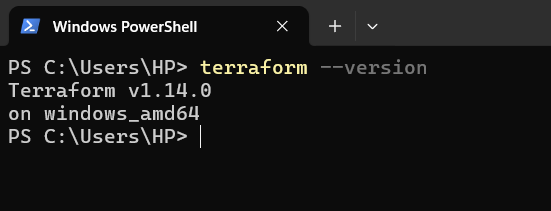 Windows PowerShell
PS C:\Users\HP> terraform --version
Terraform v1.14.0
on windows_amd64
PS C:\Users\HP>